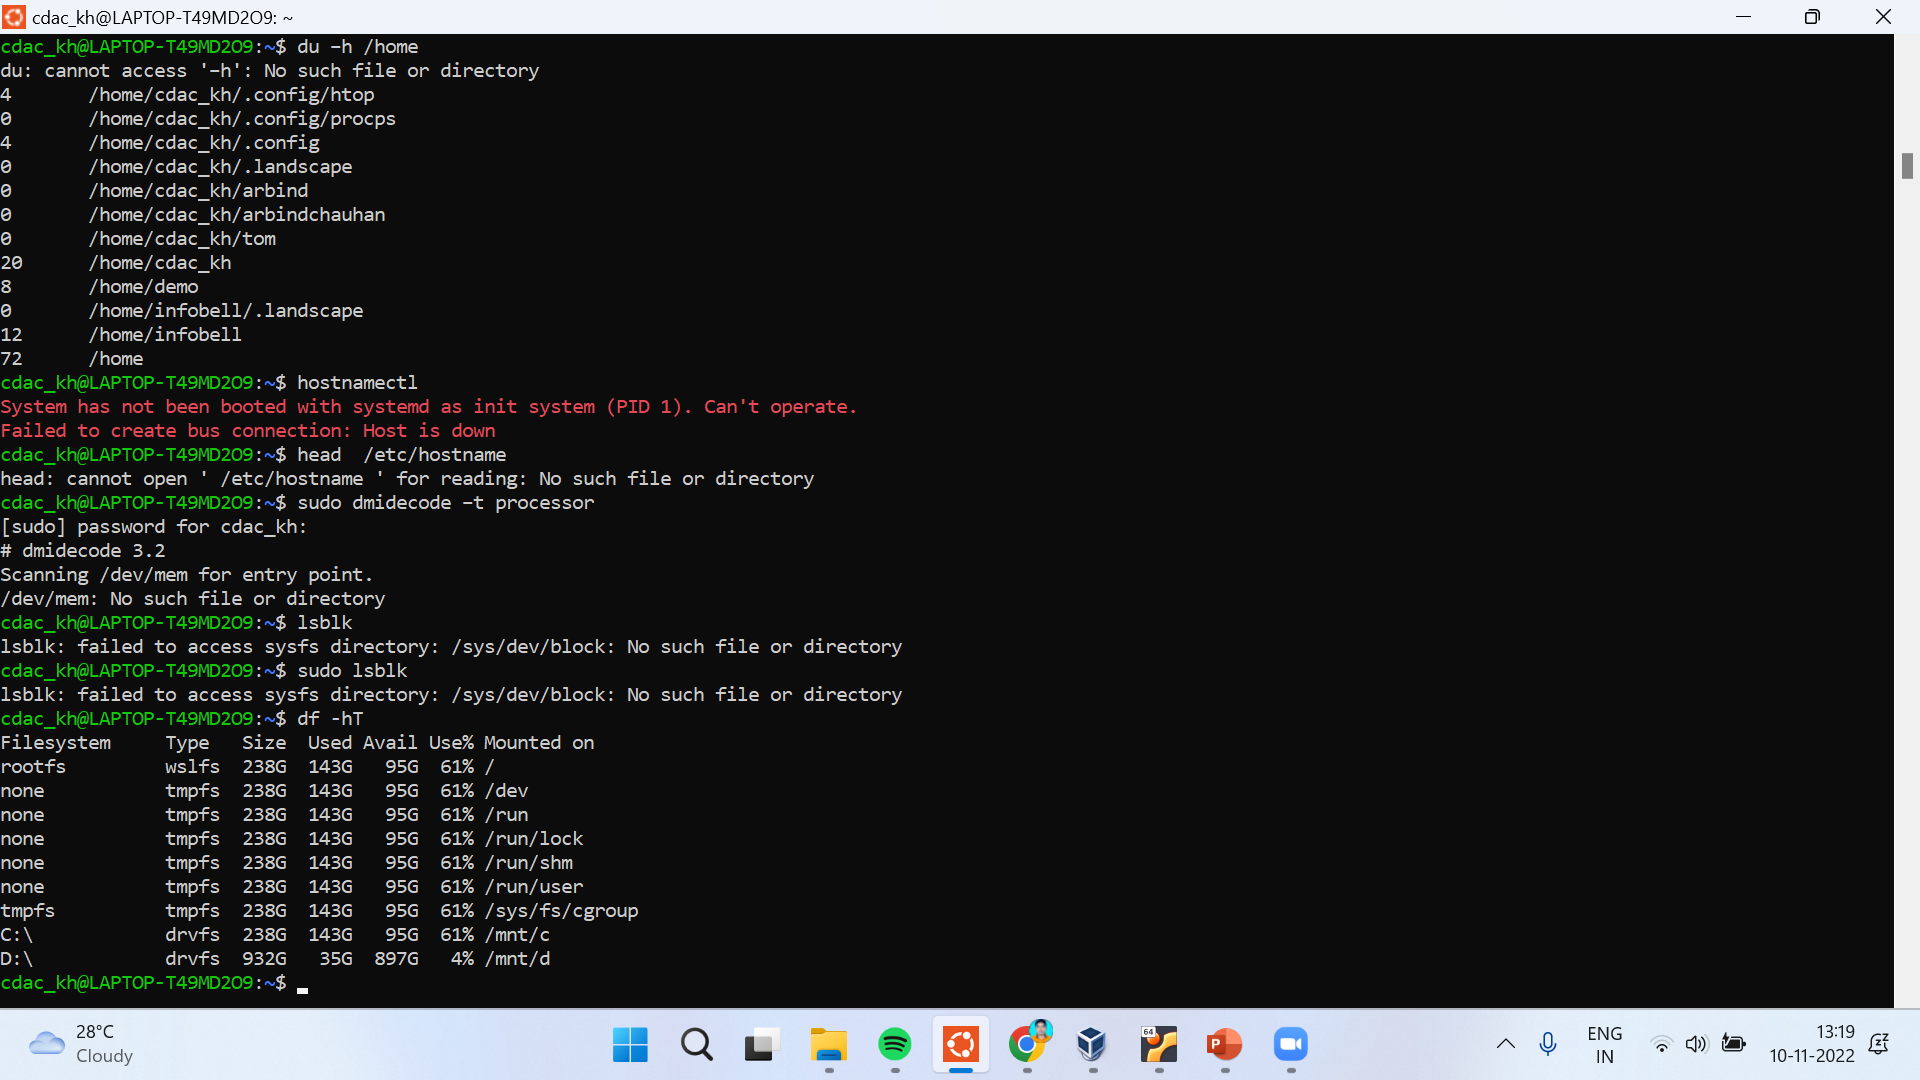 cdac_kh@LAPTOP-T49MD2O9: ~
cdac_kh@LAPTOP-T49MD2O9:~$ du –h /home
du: cannot access '–h': No such file or directory
4       /home/cdac_kh/.config/htop
0       /home/cdac_kh/.config/procps
4       /home/cdac_kh/.config
0       /home/cdac_kh/.landscape
0       /home/cdac_kh/arbind
0       /home/cdac_kh/arbindchauhan
0       /home/cdac_kh/tom
20      /home/cdac_kh
8       /home/demo
0       /home/infobell/.landscape
12      /home/infobell
72      /home
cdac_kh@LAPTOP-T49MD2O9:~$ hostnamectl
System has not been booted with systemd as init system (PID 1). Can't operate.
Failed to create bus connection: Host is down
cdac_kh@LAPTOP-T49MD2O9:~$ head  /etc/hostname
head: cannot open ' /etc/hostname ' for reading: No such file or directory
cdac_kh@LAPTOP-T49MD2O9:~$ sudo dmidecode –t processor
[sudo] password for cdac_kh:
# dmidecode 3.2
Scanning /dev/mem for entry point.
/dev/mem: No such file or directory
cdac_kh@LAPTOP-T49MD2O9:~$ lsblk
lsblk: failed to access sysfs directory: /sys/dev/block: No such file or directory
cdac_kh@LAPTOP-T49MD2O9:~$ sudo lsblk
lsblk: failed to access sysfs directory: /sys/dev/block: No such file or directory
cdac_kh@LAPTOP-T49MD2O9:~$ df -hT
Filesystem     Type   Size  Used Avail Use% Mounted on
rootfs         wslfs  238G  143G   95G  61% /
none           tmpfs  238G  143G   95G  61% /dev
none           tmpfs  238G  143G   95G  61% /run
none           tmpfs  238G  143G   95G  61% /run/lock
none           tmpfs  238G  143G   95G  61% /run/shm
none           tmpfs  238G  143G   95G  61% /run/user
tmpfs          tmpfs  238G  143G   95G  61% /sys/fs/cgroup
C:\            drvfs  238G  143G   95G  61% /mnt/c
D:\            drvfs  932G   35G  897G   4% /mnt/d
cdac_kh@LAPTOP-T49MD2O9:~$
28°C
Cloudy
64
P
ENG
IN
13:19
10-11-2022